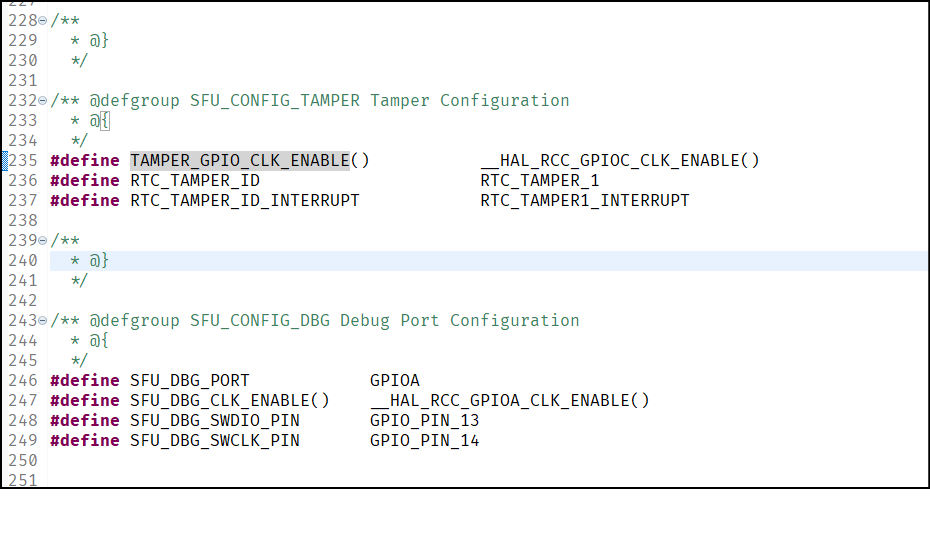 228 /**
229 * @}
230 */
231
232 /** @defgroup SFU_CONFIG_TAMPER Tamper Configuration
233 * @{
234 */
235 #define TAMPER_GPIO_CLK_ENABLE() __HAL_RCC_GPIOC_CLK_ENABLE()
236 #define RTC_TAMPER_ID RTC_TAMPER_1
237 #define RTC_TAMPER_ID_INTERRUPT RTC_TAMPER1_INTERRUPT
238
239 /**
240 * @}
241 */
242
243 /** @defgroup SFU_CONFIG_DBG Debug Port Configuration
244 * @{
245 */
246 #define SFU_DBG_PORT GPIOA
247 #define SFU_DBG_CLK_ENABLE() __HAL_RCC_GPIOA_CLK_ENABLE()
248 #define SFU_DBG_SWDIO_PIN GPIO_PIN_13
249 #define SFU_DBG_SWCLK_PIN GPIO_PIN_14
250
251